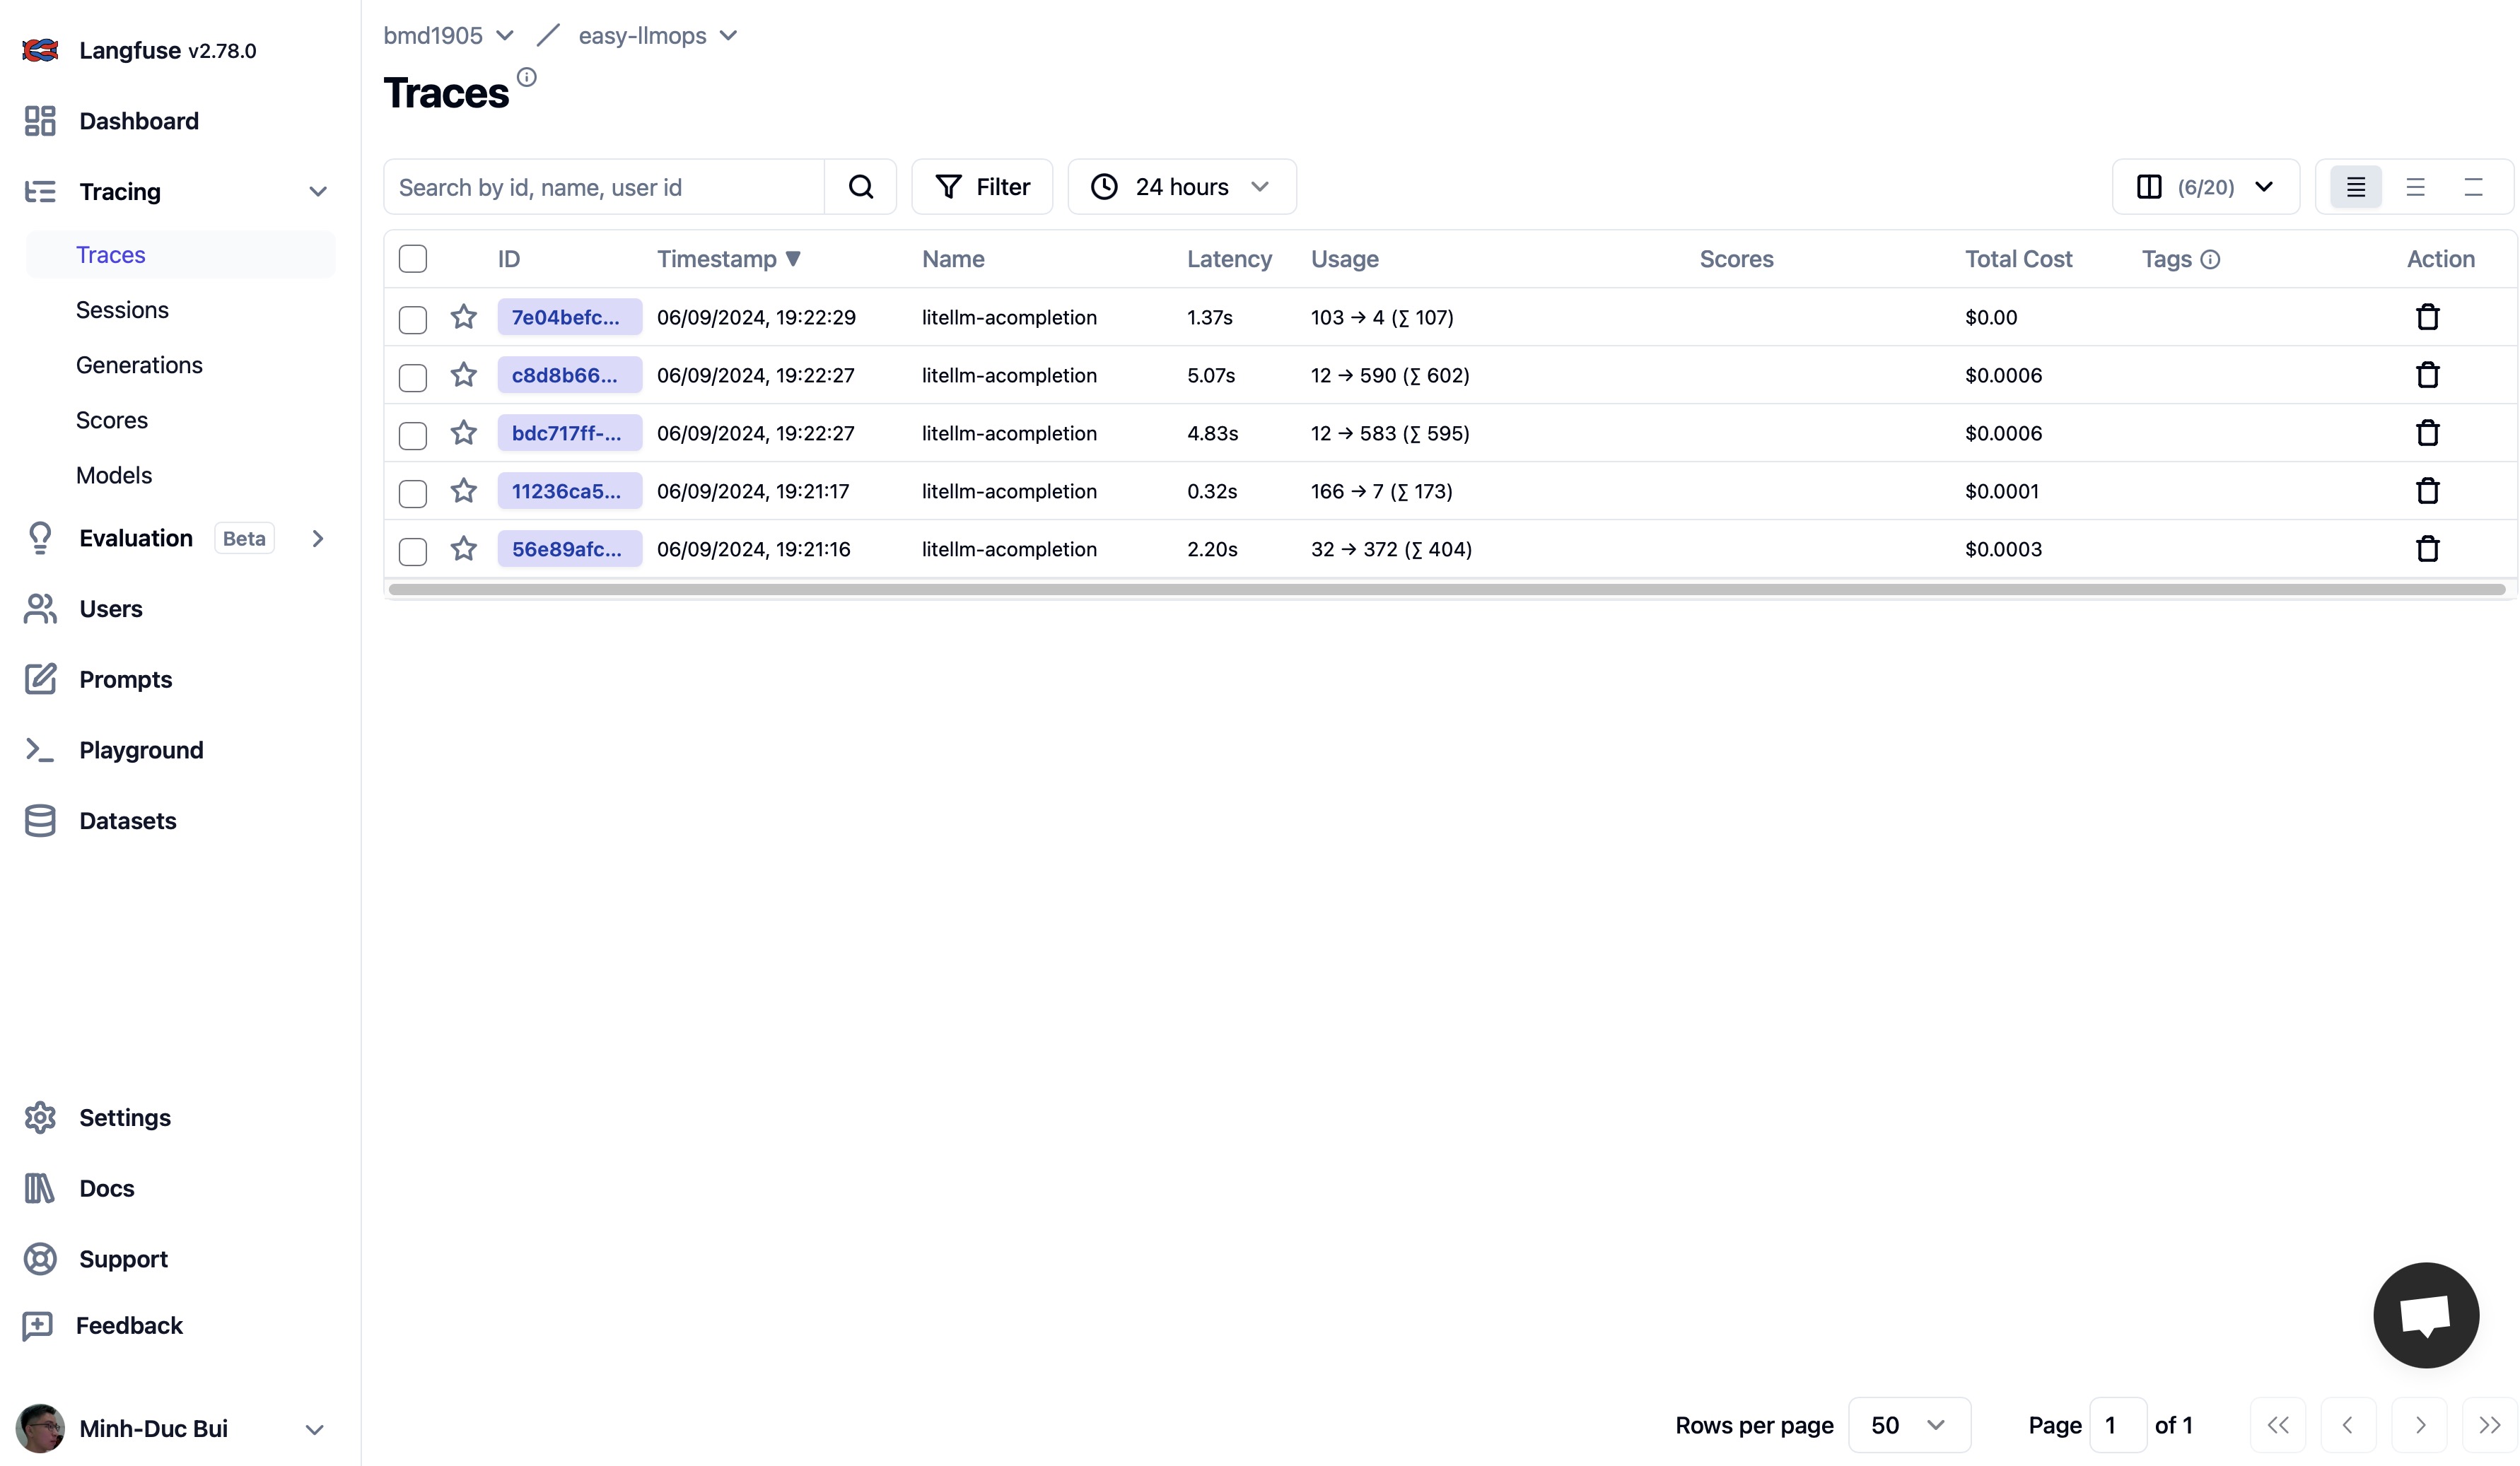 Langfuse v2.78.0
Dashboard
Tracing
Traces
Sessions
Generations
Scores
Models
Evaluation Beta
Users
Prompts
Playground
Datasets
Settings
Docs
Support
Feedback
Minh-Duc Bui
bmd1905 / easy-llmops
Traces
Search by id, name, user id Filter 24 hours (6/20)
ID Timestamp ▼ Name Latency Usage Scores Total Cost Tags Action
7e04befc... 06/09/2024, 19:22:29 litellm-acompletion 1.37s 103 → 4 (∑ 107) $0.00
c8d8b66... 06/09/2024, 19:22:27 litellm-acompletion 5.07s 12 → 590 (∑ 602) $0.0006
bdc717ff-... 06/09/2024, 19:22:27 litellm-acompletion 4.83s 12 → 583 (∑ 595) $0.0006
11236ca5... 06/09/2024, 19:21:17 litellm-acompletion 0.32s 166 → 7 (∑ 173) $0.0001
56e89afc... 06/09/2024, 19:21:16 litellm-acompletion 2.20s 32 → 372 (∑ 404) $0.0003
Rows per page 50 Page 1 of 1